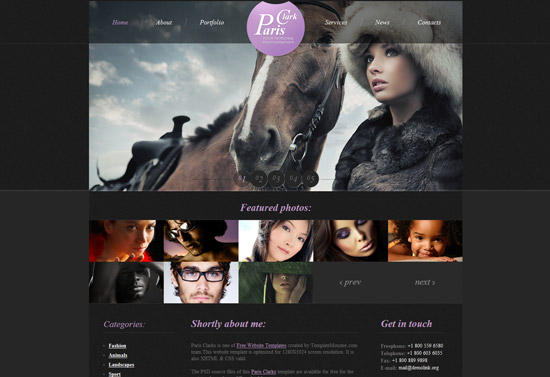 Home
About
Portfolio
Clark
Paris
YOUR PERSONAL
PHOTOGRAPHER
Services
News
Contacts
01 02 03 04 05
Featured photos:
‹ prev
next ›
Categories:
Fashion
Animals
Landscapes
Sport
Shortly about me:
Paris Clarks is one of Free Website Templates created by TemplateMonster.com
team. This website template is optimized for 1280X1024 screen resolution. It is
also XHTML & CSS valid.
The PSD source files of this Paris Clarks template are available for free for the
Get in touch
Freephone: +1 800 559 6580
Telephone: +1 800 603 6035
Fax: +1 800 889 9898
E-mail: mail@demolink.org